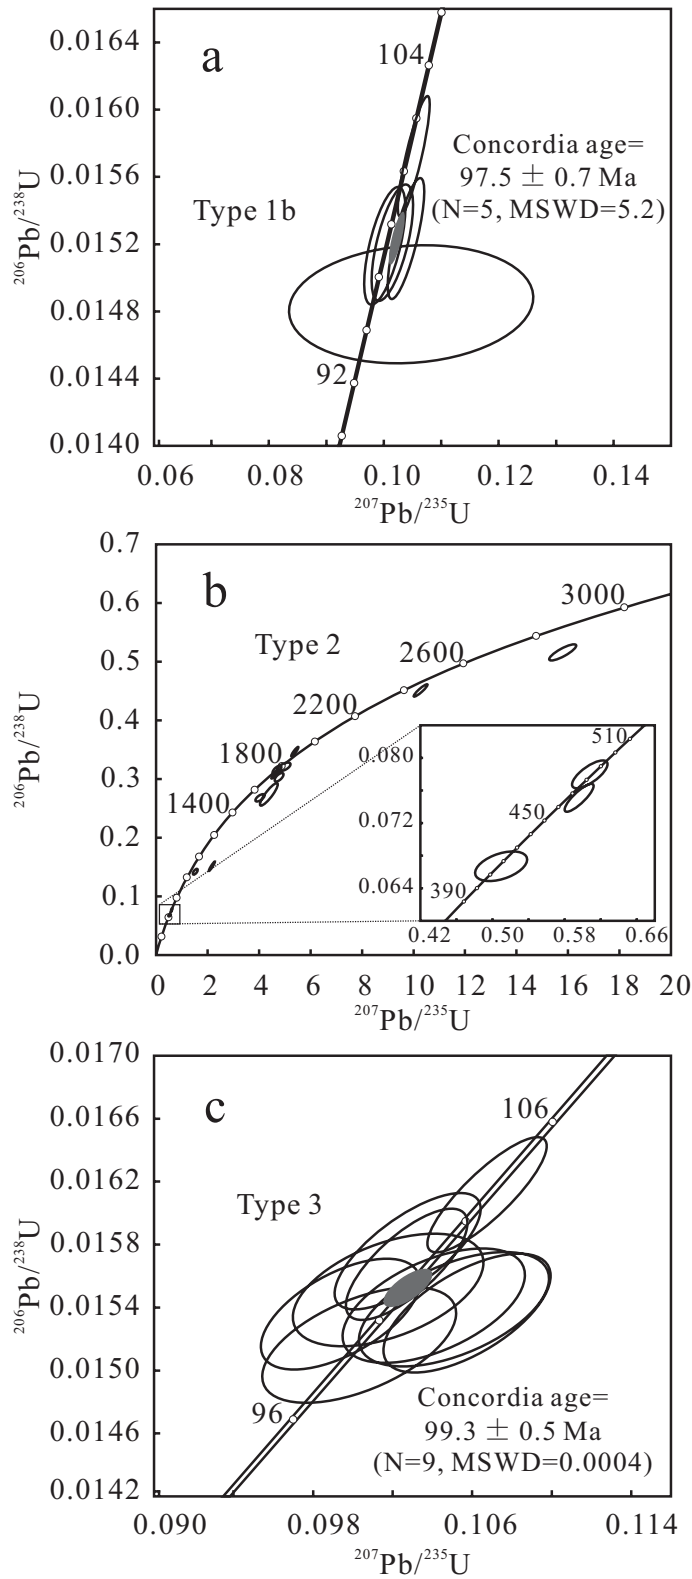 0.0164
a
104
0.0160
Concordia age=
0.0156
97.5 ± 0.7 Ma
Type 1b
(N=5, MSWD=5.2)
0.0152
206Pb/238U
0.0148
0.0144
92
0.0140
0.06 0.08 0.10 0.12 0.14
207Pb/235U
0.7
b
0.6
3000
Type 2
2600
0.5
2200
0.4
510
1800
0.080
0.3
206Pb/238U
1400
450
0.072
0.2
0.064
390
0.1
0.42 0.50 0.58 0.66
0.0
0 2 4 6 8 10 12 14 16 18 20
207Pb/235U
0.0170
c
106
0.0166
0.0162
Type 3
0.0158
206Pb/238U
0.0154
0.0150
Concordia age=
96
99.3 ± 0.5 Ma
0.0146
(N=9, MSWD=0.0004)
0.0142
0.090 0.098 0.106 0.114
207Pb/235U